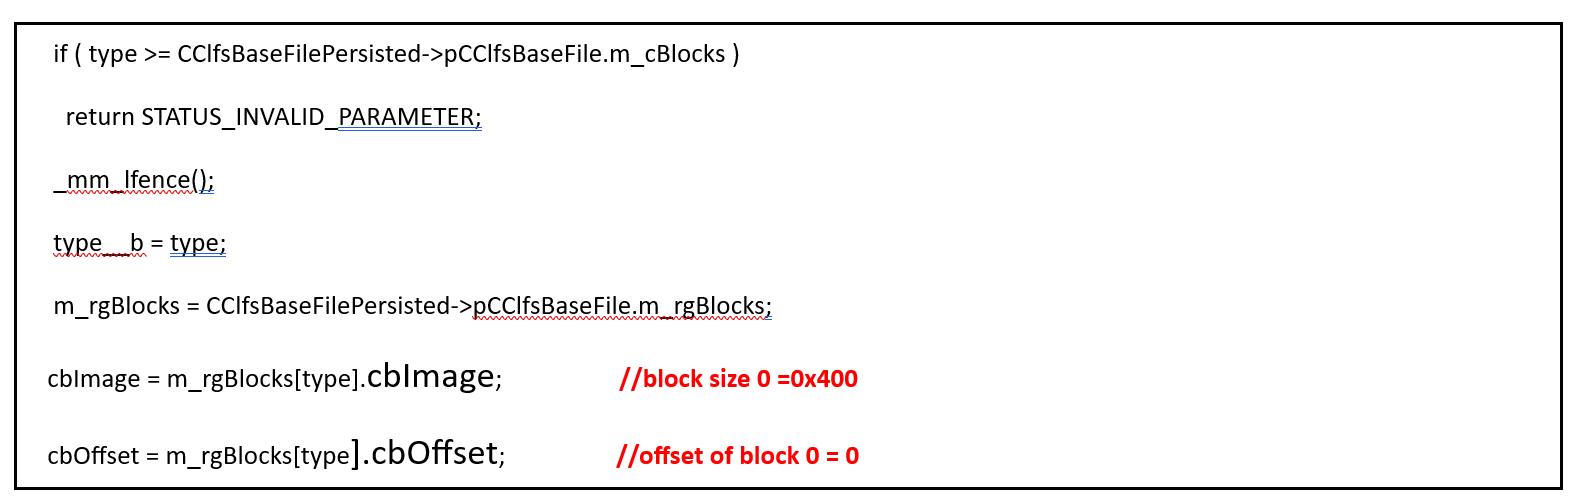 if ( type >= CClfsBaseFilePersisted->pCClfsBaseFile.m_cBlocks )
return STATUS_INVALID_PARAMETER;
_mm_lfence();
type__b = type;
m_rgBlocks = CClfsBaseFilePersisted->pCClfsBaseFile.m_rgBlocks;
cbImage = m_rgBlocks[type].cbImage; //block size 0 =0x400
cbOffset = m_rgBlocks[type].cbOffset; //offset of block 0 = 0